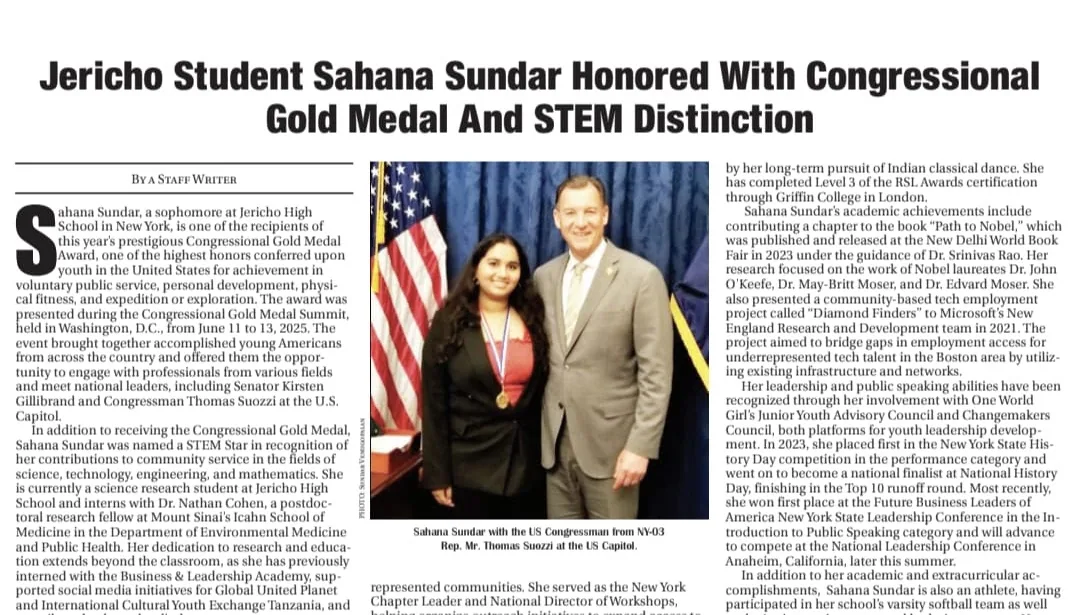 Jericho Student Sahana Sundar Honored With Congressional
Gold Medal And STEM Distinction
By a Staff Writer
Sahana Sundar, a sophomore at Jericho High
School in New York, is one of the recipients of
this year's prestigious Congressional Gold Medal
Award, one of the highest honors conferred upon
youth in the United States for achievement in
voluntary public service, personal development, physi-
cal fitness, and expedition or exploration. The award was
presented during the Congressional Gold Medal Summit,
held in Washington, D.C., from June 11 to 13, 2025. The
event brought together accomplished young Americans
from across the country and offered them the oppor-
tunity to engage with professionals from various fields
and meet national leaders, including Senator Kirsten
Gillibrand and Congressman Thomas Suozzi at the U.S.
Capitol.
In addition to receiving the Congressional Gold Medal,
Sahana Sundar was named a STEM Star in recognition of
her contributions to community service in the fields of
science, technology, engineering, and mathematics. She
is currently a science research student at Jericho High
School and interns with Dr. Nathan Cohen, a postdoc-
toral research fellow at Mount Sinai's Icahn School of
Medicine in the Department of Environmental Medicine
and Public Health. Her dedication to research and educa-
tion extends beyond the classroom, as she has previously
interned with the Business & Leadership Academy, sup-
ported social media initiatives for Global United Planet
and International Cultural Youth Exchange Tanzania, and
PHOTO: Sundar Venugopalan
Sahana Sundar with the US Congressman from NY-03
Rep. Mr. Thomas Suozzi at the US Capitol.
represented communities. She served as the New York
Chapter Leader and National Director of Workshops,
helping organize outreach initiatives to expand access to
by her long-term pursuit of Indian classical dance. She
has completed Level 3 of the RSL Awards certification
through Griffin College in London.
Sahana Sundar's academic achievements include
contributing a chapter to the book “Path to Nobel,” which
was published and released at the New Delhi World Book
Fair in 2023 under the guidance of Dr. Srinivas Rao. Her
research focused on the work of Nobel laureates Dr. John
O'Keefe, Dr. May-Britt Moser, and Dr. Edvard Moser. She
also presented a community-based tech employment
project called “Diamond Finders” to Microsoft's New
England Research and Development team in 2021. The
project aimed to bridge gaps in employment access for
underrepresented tech talent in the Boston area by utiliz-
ing existing infrastructure and networks.
Her leadership and public speaking abilities have been
recognized through her involvement with One World
Girl's Junior Youth Advisory Council and Changemakers
Council, both platforms for youth leadership develop-
ment. In 2023, she placed first in the New York State His-
tory Day competition in the performance category and
went on to become a national finalist at National History
Day, finishing in the Top 10 runoff round. Most recently,
she won first place at the Future Business Leaders of
America New York State Leadership Conference in the In-
troduction to Public Speaking category and will advance
to compete at the National Leadership Conference in
Anaheim, California, later this summer.
In addition to her academic and extracurricular ac-
complishments, Sahana Sundar is also an athlete, having
participated in her school's varsity softball team as well